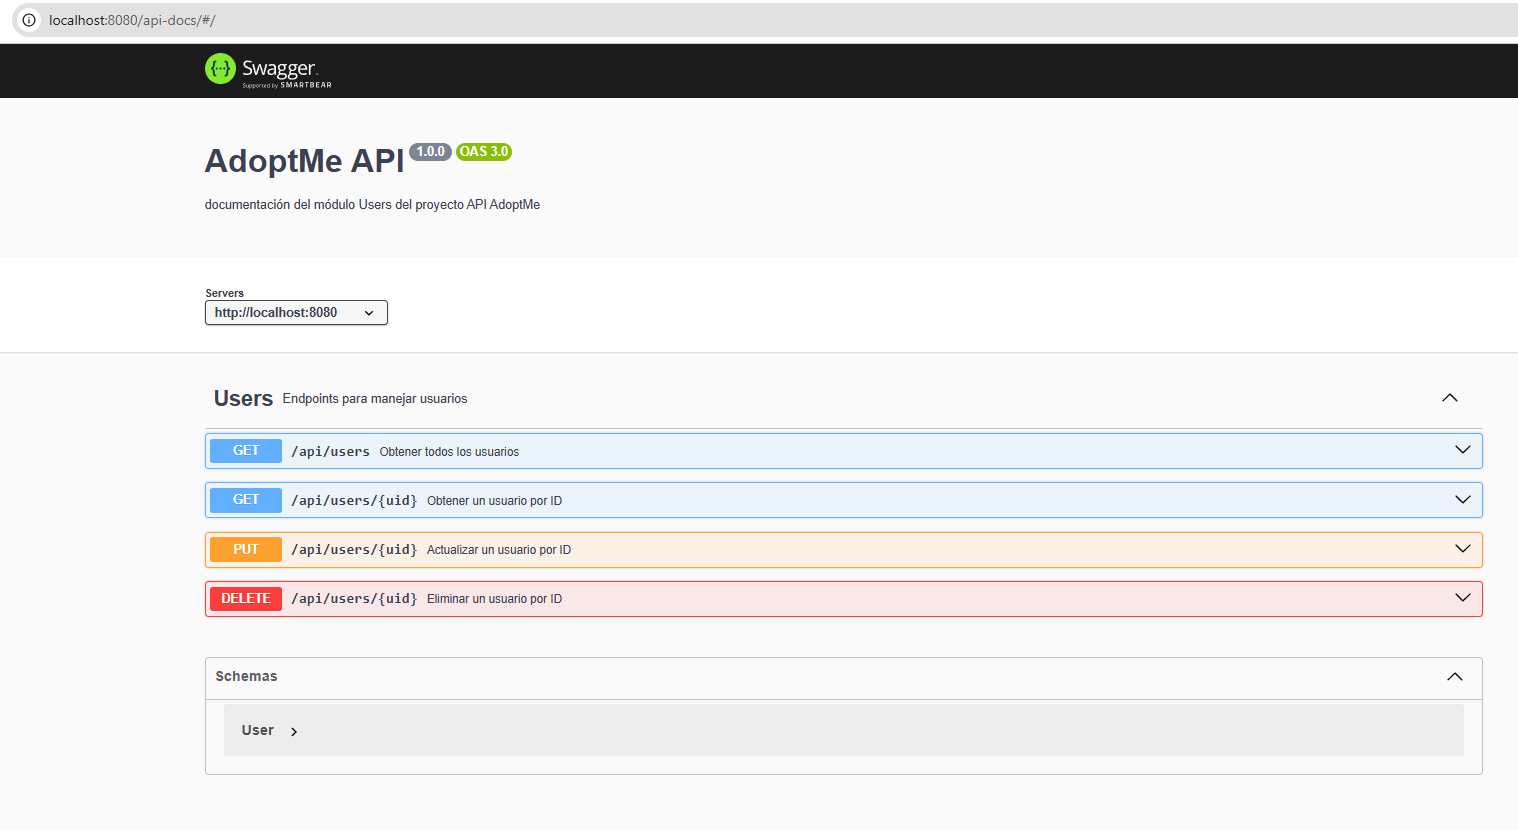 localhost:8080/api-docs/#/
{...} Swagger.
Supported by SMARTBEAR
AdoptMe API 1.0.0 OAS 3.0
documentación del módulo Users del proyecto API AdoptMe
Servers
http://localhost:8080
Users Endpoints para manejar usuarios
GET /api/users Obtener todos los usuarios
GET /api/users/{uid} Obtener un usuario por ID
PUT /api/users/{uid} Actualizar un usuario por ID
DELETE /api/users/{uid} Eliminar un usuario por ID
Schemas
User